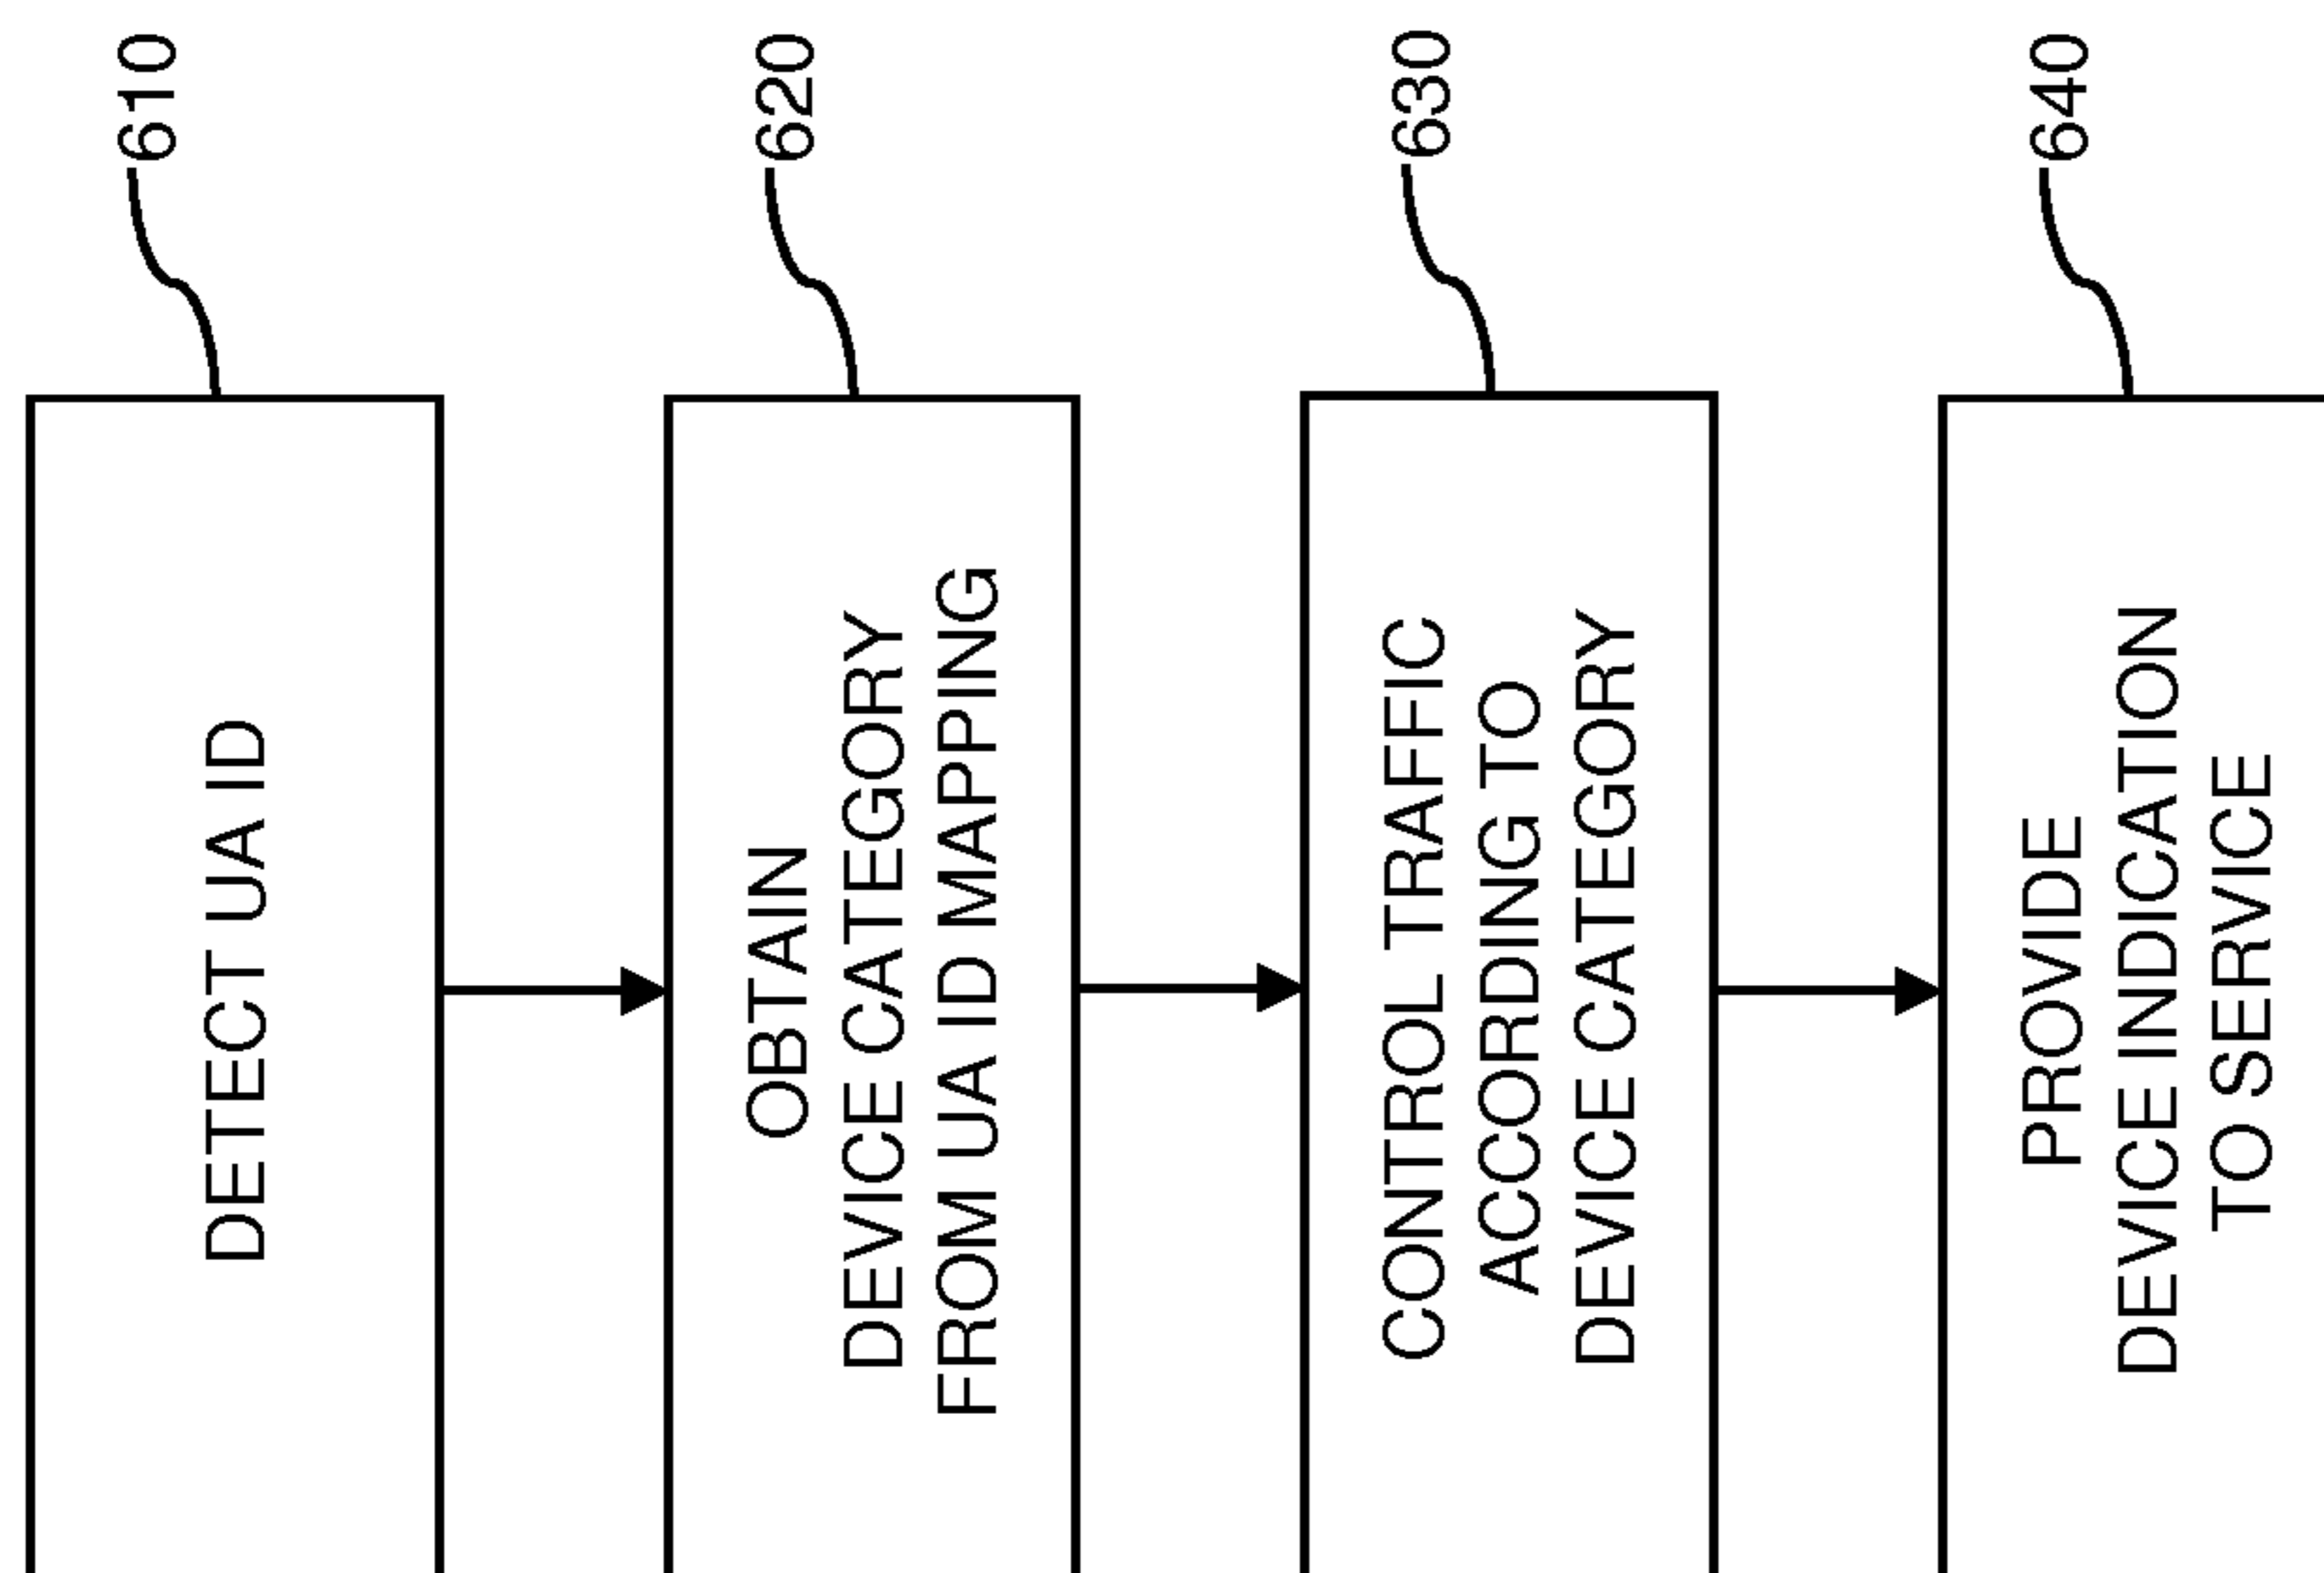 610
DETECT UA ID
620
OBTAIN
DEVICE CATEGORY
FROM UA ID MAPPING
630
CONTROL TRAFFIC
ACCORDING TO
DEVICE CATEGORY
640
PROVIDE
DEVICE INDICATION
TO SERVICE